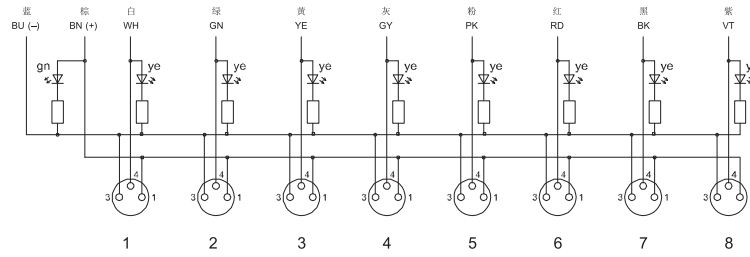 蓝 棕 白 绿 黄 灰 粉 红 黑 紫
BU (–) BN (+) WH GN YE GY PK RD BK VT
gn ye ye ye ye ye ye ye y
4 4 4 4 4 4 4 4
3 1 3 1 3 1 3 1 3 1 3 1 3 1 3 1
1 2 3 4 5 6 7 8